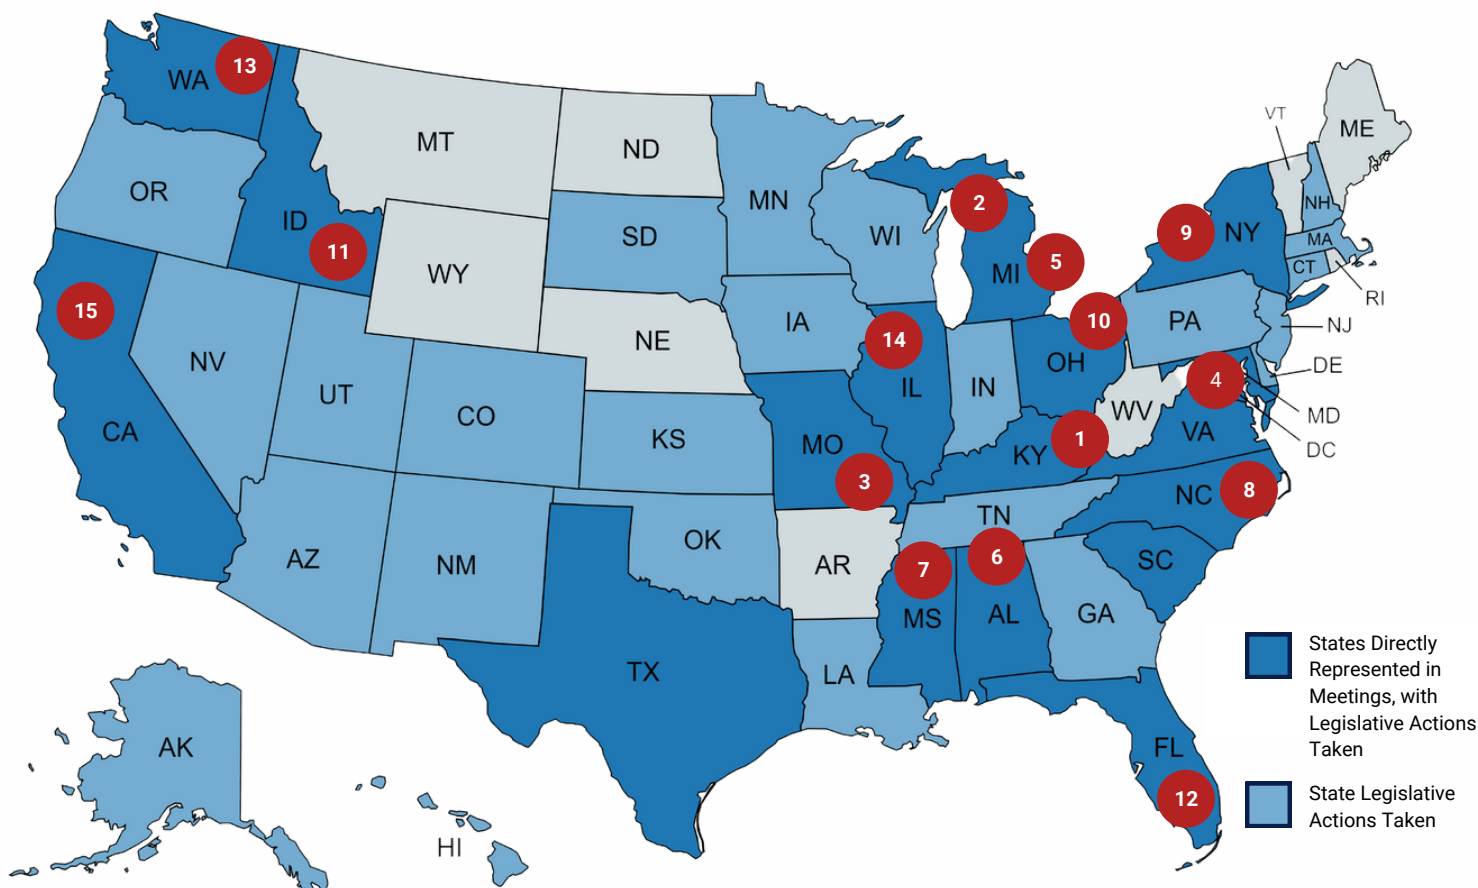 WA
13
MT
ND
VT
ME
OR
ID
11
MN
2
NH
SD
WI
9
NY
MA
MI
5
CT
WY
RI
15
IA
14
10
PA
NJ
NV
NE
OH
DE
UT
IL
IN
4
CO
WV
MD
CA
KS
MO
KY
1
VA
DC
3
NC
8
TN
AZ
NM
OK
AR
7
6
SC
MS
AL
GA
TX
LA
States Directly
Represented in
Meetings, with
Legislative Actions
Taken
AK
FL
12
State Legislative
Actions Taken
HI